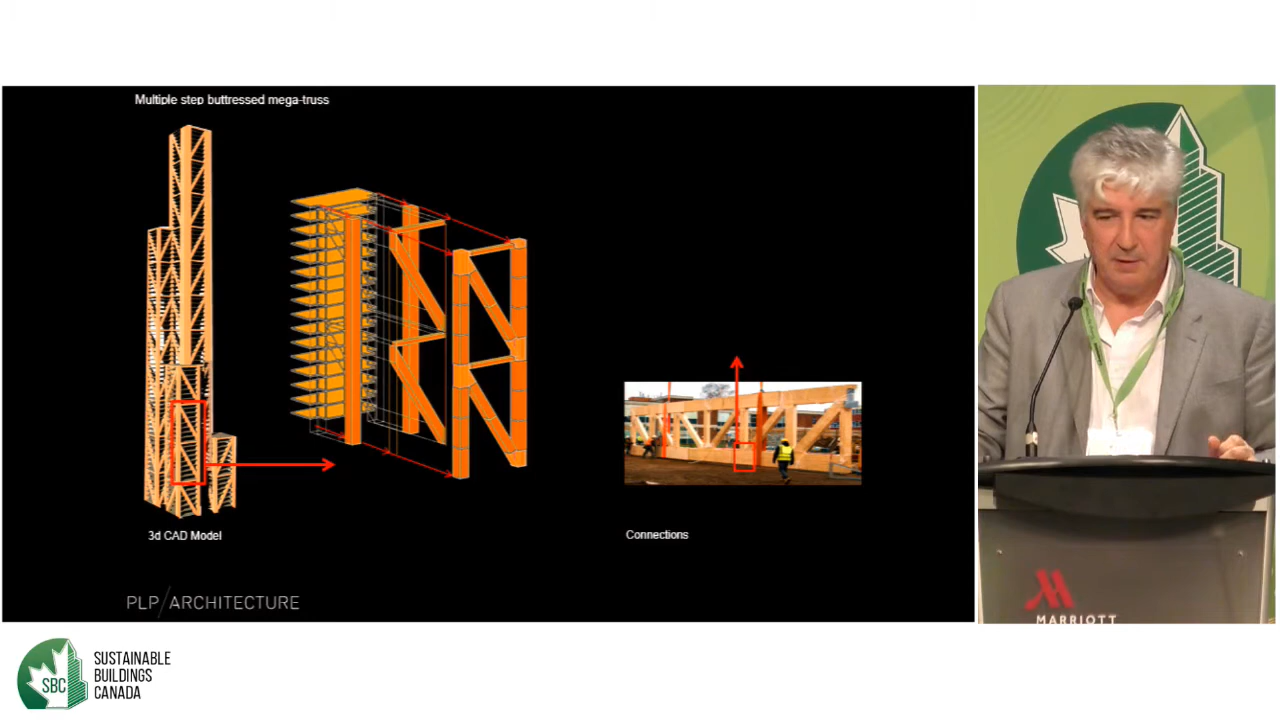 Multiple step buttressed mega-truss
3d CAD Model
Connections
PLP/ARCHITECTURE
MARRIOTT
SBC
SUSTAINABLE
BUILDINGS
CANADA